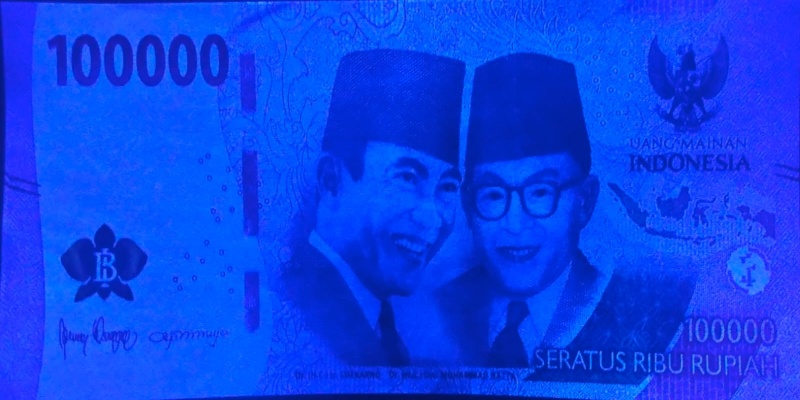 100000
UANG MAINAN
INDONESIA
B
100000
SERATUS RIBU RUPIAH